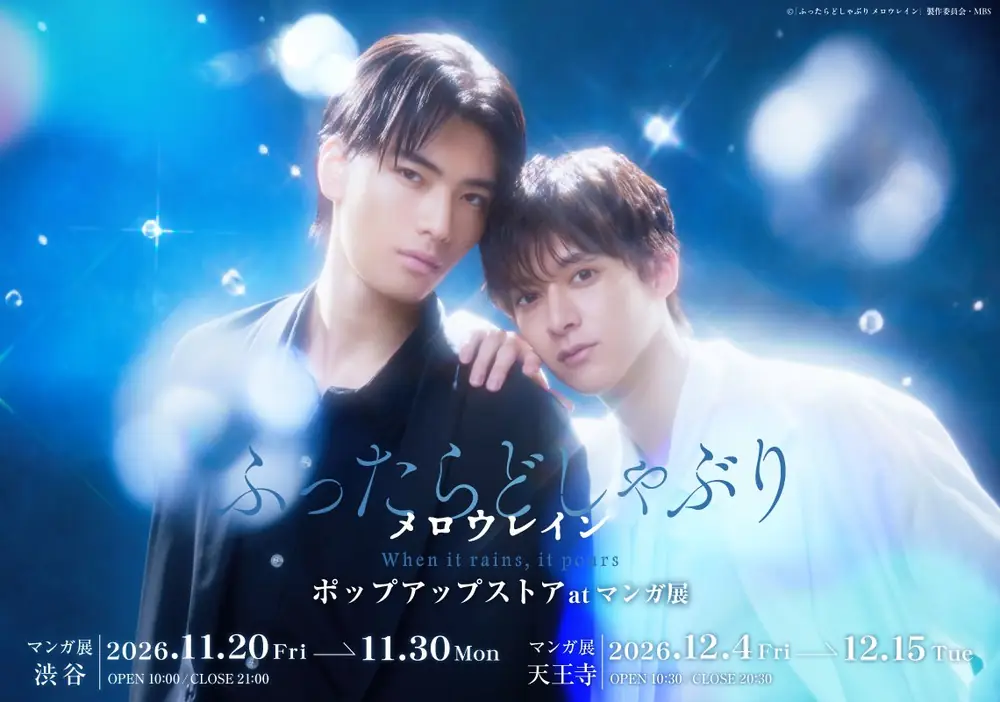 ©「ふったらどしゃぶり メロウレイン」製作委員会・MBS
ふったらどしゃぶり
メロウレイン
When it rains, it pours
ポップアップストア at マンガ展
マンガ展
渋谷
2026.11.20 Fri → 11.30 Mon
OPEN 10:00 / CLOSE 21:00
マンガ展
天王寺
2026.12.4 Fri → 12.15 Tue
OPEN 10:30 / CLOSE 20:30